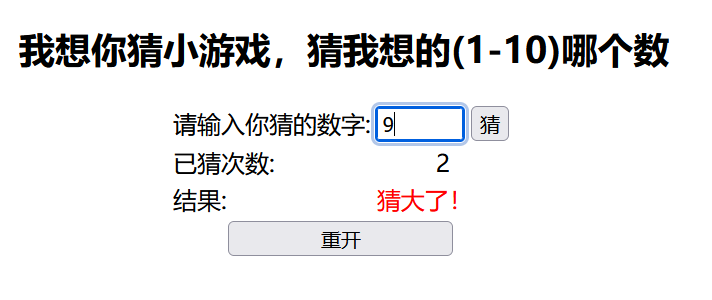 我想你猜小游戏，猜我想的(1-10)哪个数
请输入你猜的数字: 9 猜
已猜次数: 2
结果: 猜大了！
重开